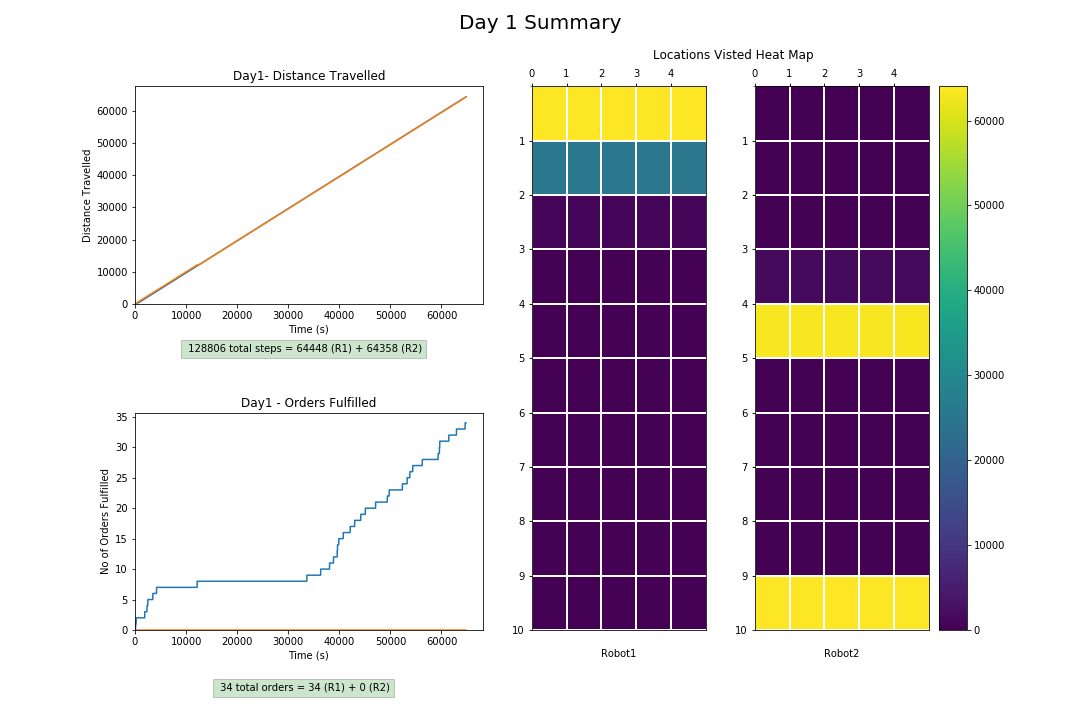 Day 1 Summary
Day1- Distance Travelled
60000
50000
40000
30000
20000
10000
0
Distance Travelled
0 10000 20000 30000 40000 50000 60000
Time (s)
128806 total steps = 64448 (R1) + 64358 (R2)
Day1 - Orders Fulfilled
35
30
25
20
15
10
5
0
No of Orders Fulfilled
0 10000 20000 30000 40000 50000 60000
Time (s)
34 total orders = 34 (R1) + 0 (R2)
Locations Visted Heat Map
0 1 2 3 4
1
2
3
4
5
6
7
8
9
10
Robot1
0 1 2 3 4
1
2
3
4
5
6
7
8
9
10
Robot2
60000
50000
40000
30000
20000
10000
0